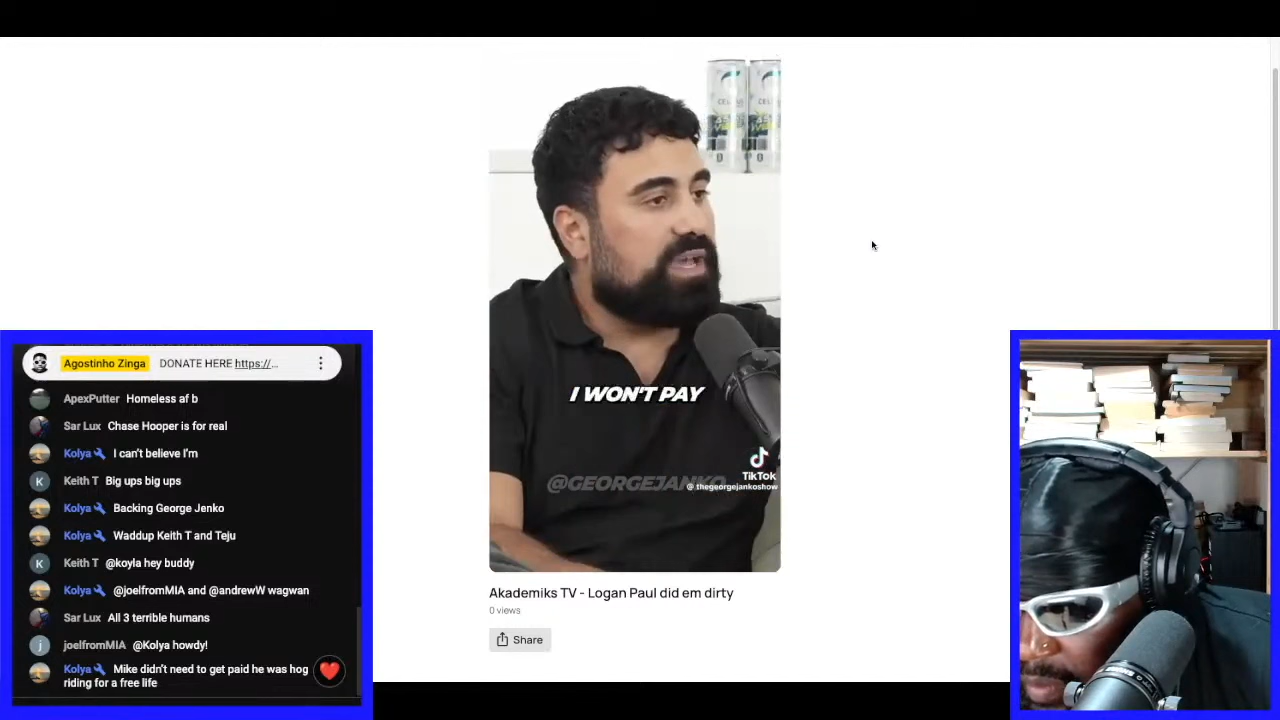 I WON'T PAY
@GEORGEJANKO
TikTok
@thegeorgejankoshow
Akademiks TV - Logan Paul did em dirty
0 views
Share
Agostinho Zinga DONATE HERE https://...
ApexPutter Homeless af b
Sar Lux Chase Hooper is for real
Kolya I can't believe I'm
Keith T Big ups big ups
Kolya Backing George Jenko
Kolya Waddup Keith T and Teju
Keith T @koyla hey buddy
Kolya @joelfromMIA and @andrewW wagwan
Sar Lux All 3 terrible humans
joelfromMIA @Kolya howdy!
Kolya Mike didn't need to get paid he was hog
riding for a free life